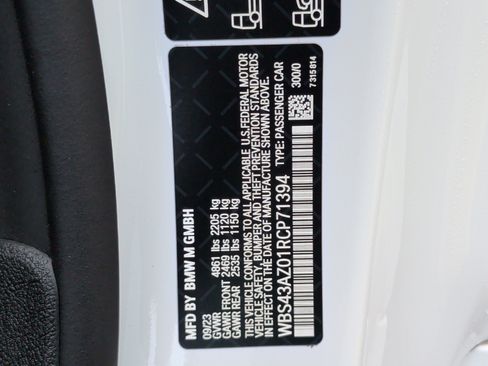 MFD BY BMW M GMBH
09/23
GVWR 4861 lbs 2205 kg
GAWR FRONT 2469 lbs 1120 kg
GAWR REAR 2535 lbs 1150 kg
THIS VEHICLE CONFORMS TO ALL APPLICABLE U.S. FEDERAL MOTOR
VEHICLE SAFETY, BUMPER AND THEFT PREVENTION STANDARDS
IN EFFECT ON THE DATE OF MANUFACTURE SHOWN ABOVE.
WBS43AZ01RCP71394 TYPE: PASSENGER CAR
300/0
7 315 814